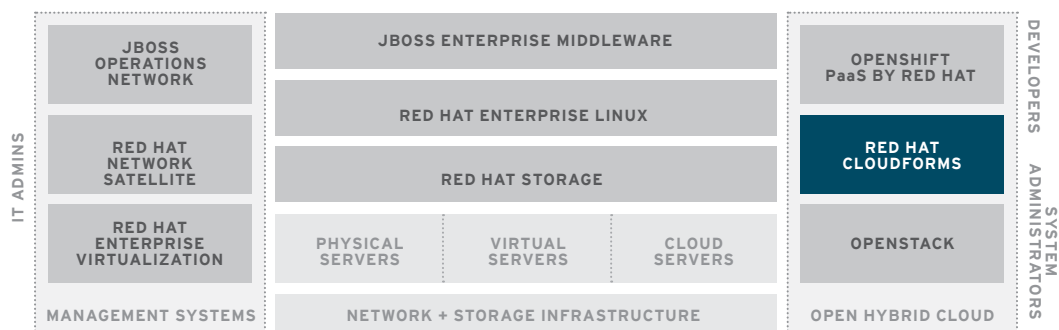 IT ADMINS
JBOSS
OPERATIONS
NETWORK
RED HAT
NETWORK
SATELLITE
RED HAT
ENTERPRISE
VIRTUALIZATION
MANAGEMENT SYSTEMS
JBOSS ENTERPRISE MIDDLEWARE
RED HAT ENTERPRISE LINUX
RED HAT STORAGE
PHYSICAL
SERVERS
VIRTUAL
SERVERS
CLOUD
SERVERS
NETWORK + STORAGE INFRASTRUCTURE
OPENSHIFT
PaaS BY RED HAT
RED HAT
CLOUDFORMS
OPENSTACK
OPEN HYBRID CLOUD
DEVELOPERS
SYSTEM
ADMINISTRATORS